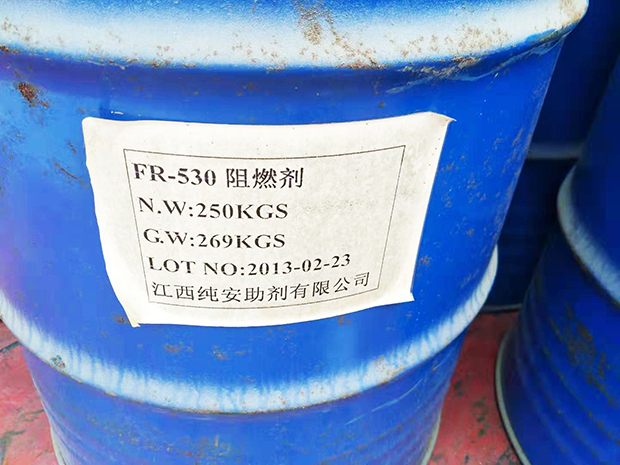 FR-530 阻燃剂
N.W:250KGS
G.W:269KGS
LOT NO:2013-02-23
江西纯安助剂有限公司